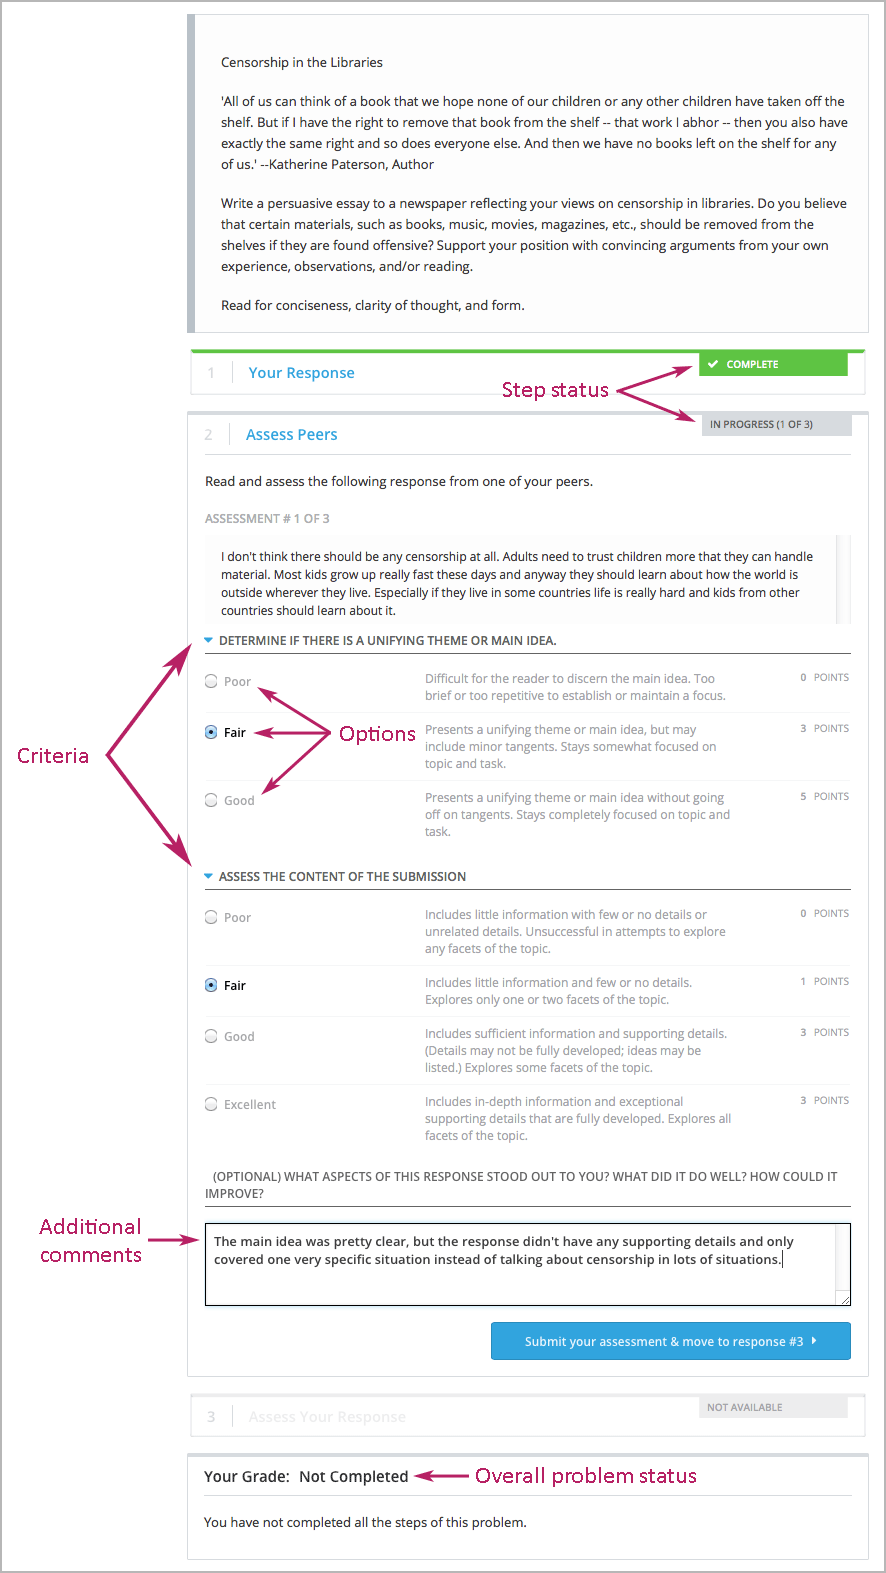 Censorship in the Libraries
'All of us can think of a book that we hope none of our children or any other children have taken off the
shelf. But if I have the right to remove that book from the shelf -- that work I abhor -- then you also have
exactly the same right and so does everyone else. And then we have no books left on the shelf for any
of us.' --Katherine Paterson, Author
Write a persuasive essay to a newspaper reflecting your views on censorship in libraries. Do you believe
that certain materials, such as books, music, movies, magazines, etc., should be removed from the
shelves if they are found offensive? Support your position with convincing arguments from your own
experience, observations, and/or reading.
Read for conciseness, clarity of thought, and form.
1 Your Response COMPLETE
Step status
2 Assess Peers IN PROGRESS (1 OF 3)
Read and assess the following response from one of your peers.
ASSESSMENT # 1 OF 3
I don't think there should be any censorship at all. Adults need to trust children more that they can handle
material. Most kids grow up really fast these days and anyway they should learn about how the world is
outside wherever they live. Especially if they live in some countries life is really hard and kids from other
countries should learn about it.
DETERMINE IF THERE IS A UNIFYING THEME OR MAIN IDEA.
Poor Difficult for the reader to discern the main idea. Too 0 POINTS
brief or too repetitive to establish or maintain a focus.
Fair Options Presents a unifying theme or main idea, but may 3 POINTS
include minor tangents. Stays somewhat focused on
topic and task.
Criteria
Good Presents a unifying theme or main idea without going 5 POINTS
off on tangents. Stays completely focused on topic and
task.
ASSESS THE CONTENT OF THE SUBMISSION
Poor Includes little information with few or no details or 0 POINTS
unrelated details. Unsuccessful in attempts to explore
any facets of the topic.
Fair Includes little information and few or no details. 1 POINTS
Explores only one or two facets of the topic.
Good Includes sufficient information and supporting details. 3 POINTS
(Details may not be fully developed; ideas may be
listed.) Explores some facets of the topic.
Excellent Includes in-depth information and exceptional 3 POINTS
supporting details that are fully developed. Explores all
facets of the topic.
(OPTIONAL) WHAT ASPECTS OF THIS RESPONSE STOOD OUT TO YOU? WHAT DID IT DO WELL? HOW COULD IT
IMPROVE?
Additional
comments
The main idea was pretty clear, but the response didn't have any supporting details and only
covered one very specific situation instead of talking about censorship in lots of situations.
Submit your assessment & move to response #3
3 Assess Your Response NOT AVAILABLE
Your Grade: Not Completed Overall problem status
You have not completed all the steps of this problem.